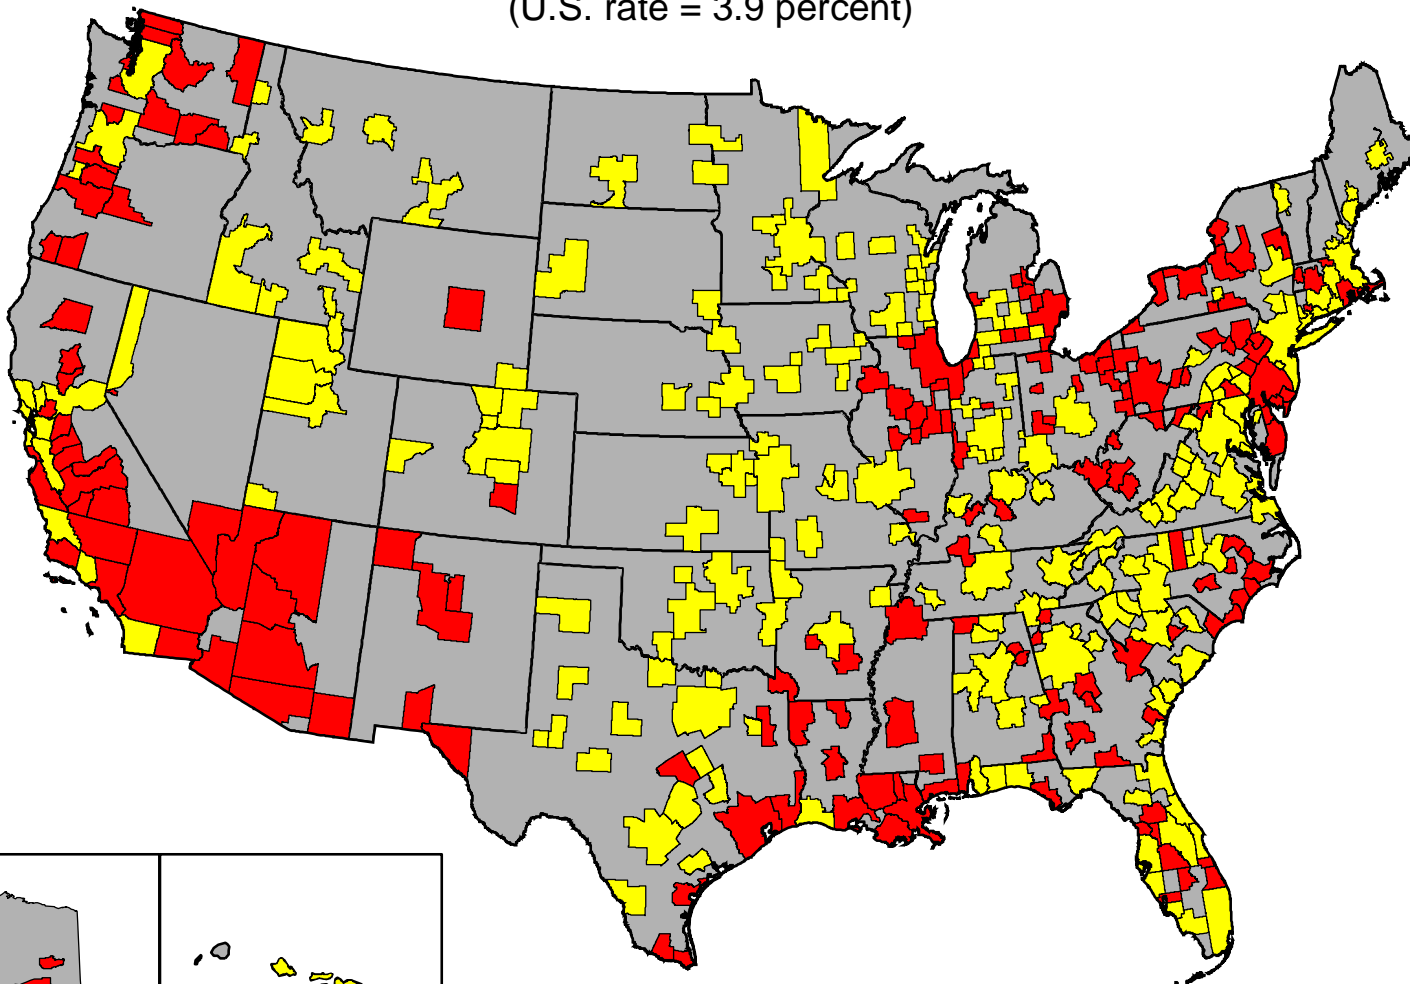 (U.S. rate = 3.9 percent)